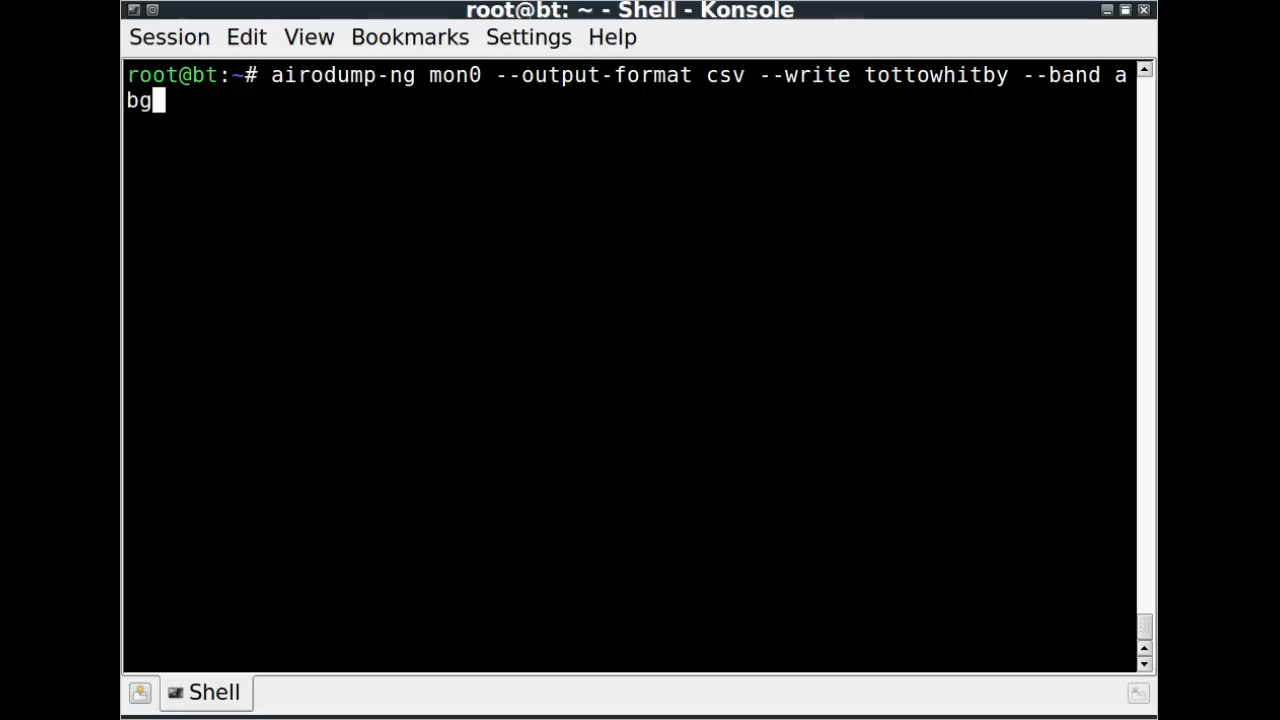 root@bt: ~ - Shell - Konsole
Session Edit View Bookmarks Settings Help
root@bt:~# airodump-ng mon0 --output-format csv --write tottowhitby --band a
bg
Shell